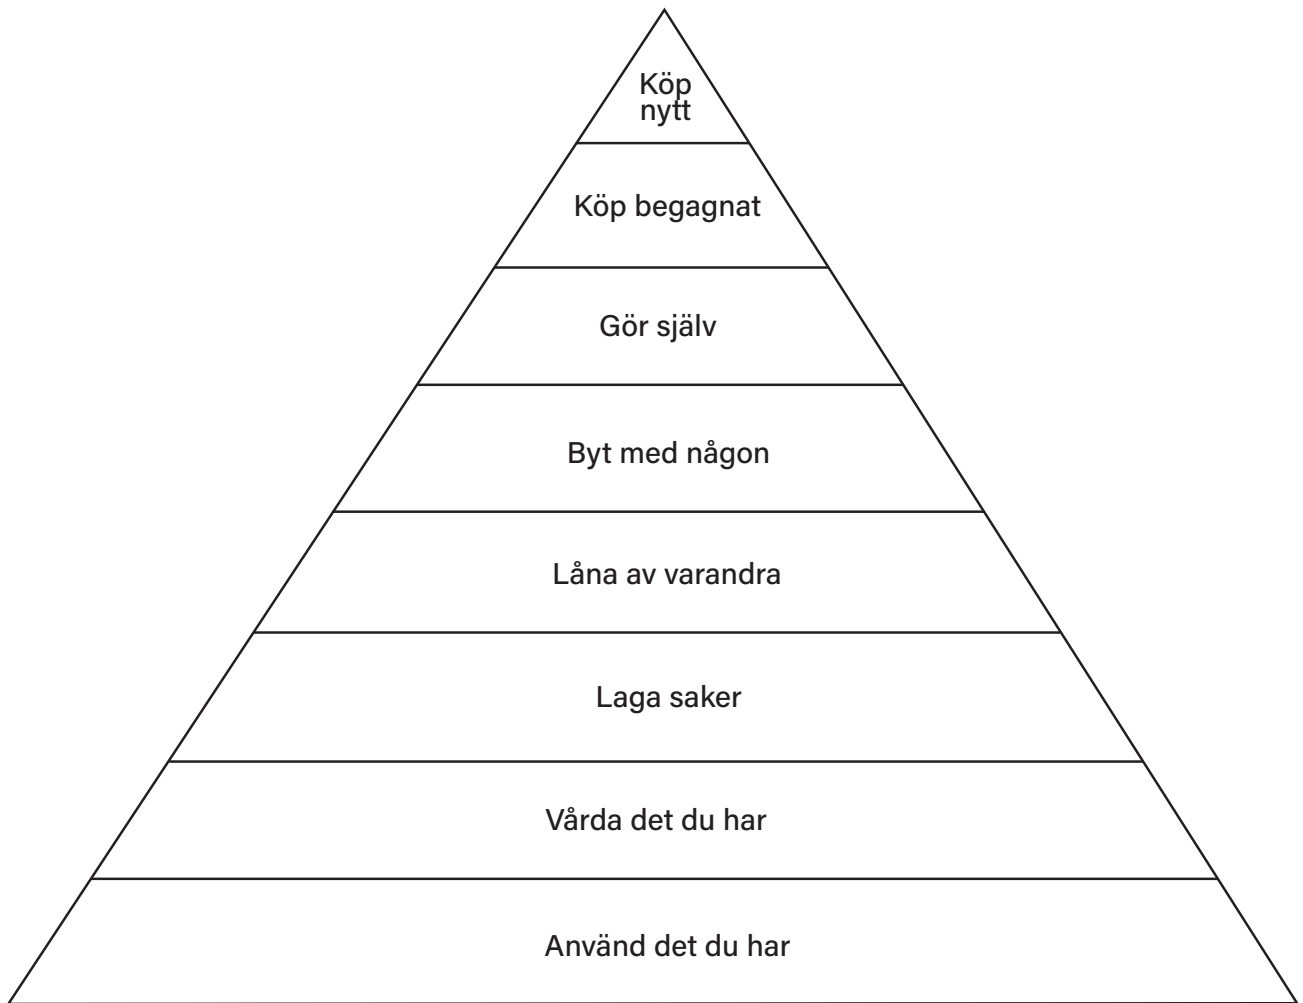 Köp
nytt
Köp begagnat
Gör själv
Byt med någon
Låna av varandra
Laga saker
Vårda det du har
Använd det du har